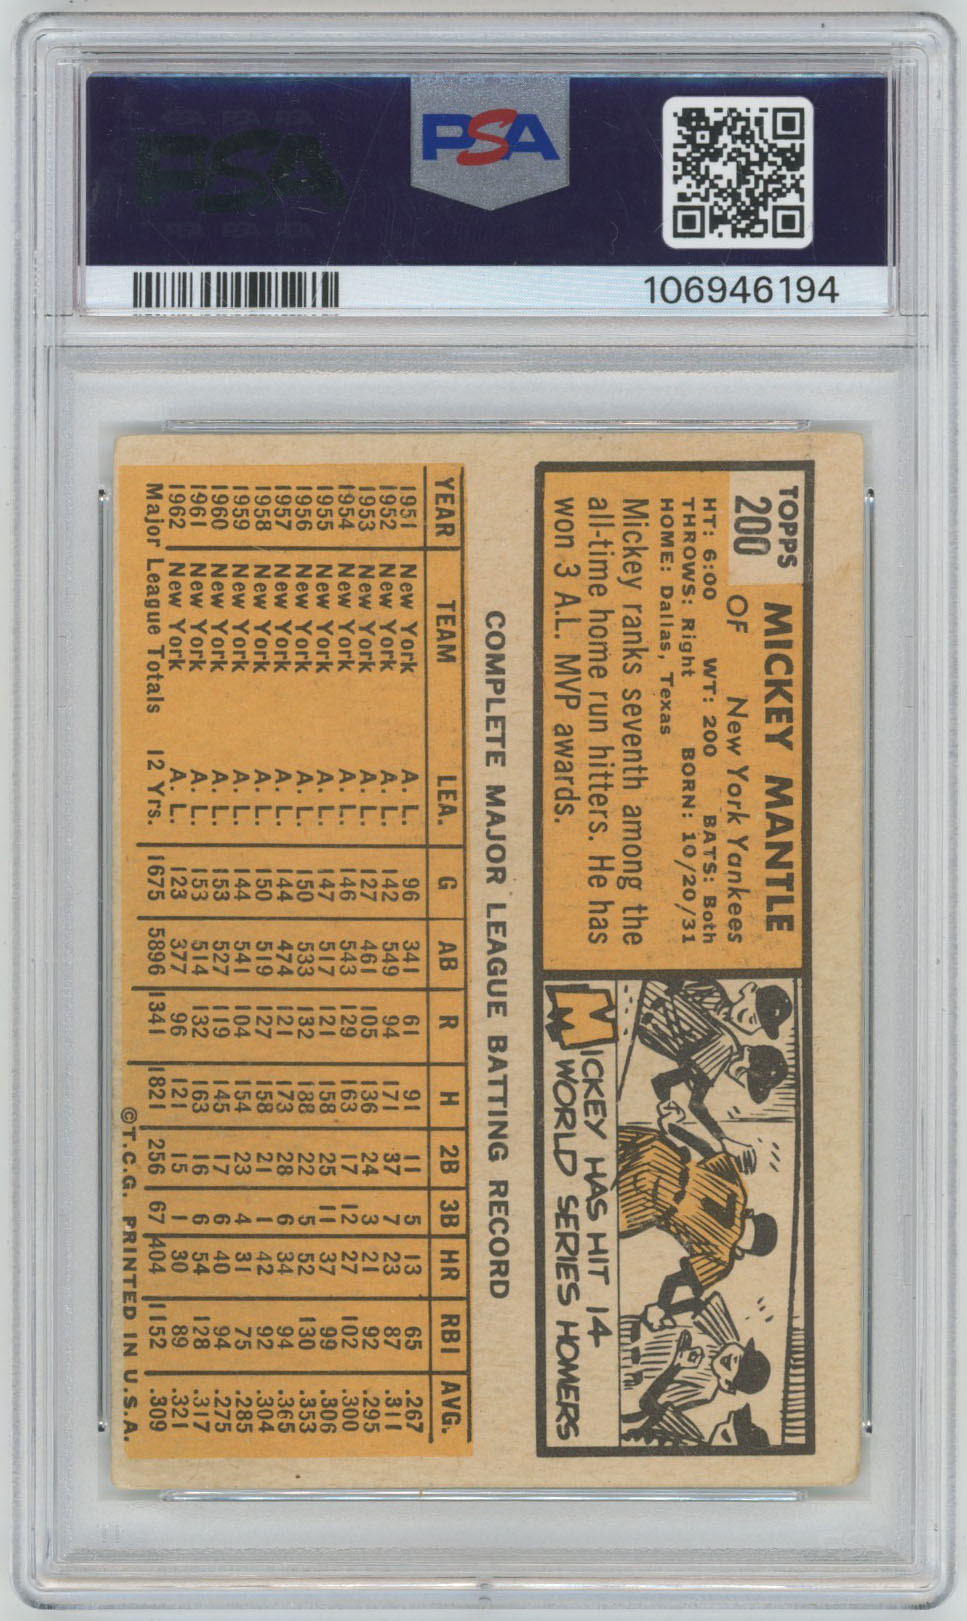 PSA
PSA
106946194
TOPPS
200
MICKEY MANTLE
OF New York Yankees
HT: 6:00 WT: 200 BATS: Both
THROWS: Right BORN: 10/20/31
HOME: Dallas, Texas
Mickey ranks seventh among the
all-time home run hitters. He has
won 3 A.L. MVP awards.
MICKEY HAS HIT 14
WORLD SERIES HOMERS
COMPLETE MAJOR LEAGUE BATTING RECORD
YEAR TEAM LEA. G AB R H 2B 3B HR RBI AVG.
1951 New York A. L. 96 341 61 91 11 5 13 65 .267
1952 New York A. L. 142 549 94 171 37 7 23 87 .311
1953 New York A. L. 127 461 105 136 24 3 21 92 .295
1954 New York A. L. 146 543 129 163 17 12 27 102 .300
1955 New York A. L. 147 517 121 158 25 11 37 99 .306
1956 New York A. L. 150 533 132 188 22 5 52 130 .353
1957 New York A. L. 144 474 121 173 28 6 34 94 .365
1958 New York A. L. 150 519 127 158 21 1 42 92 .304
1959 New York A. L. 144 541 104 154 23 4 31 75 .285
1960 New York A. L. 153 527 119 145 17 6 40 94 .275
1961 New York A. L. 153 514 132 163 16 6 54 128 .317
1962 New York A. L. 123 377 96 121 15 1 30 89 .321
Major League Totals 12 Yrs. 1675 5896 1341 1821 256 67 404 1152 .309
©T.C.G. PRINTED IN U.S.A.